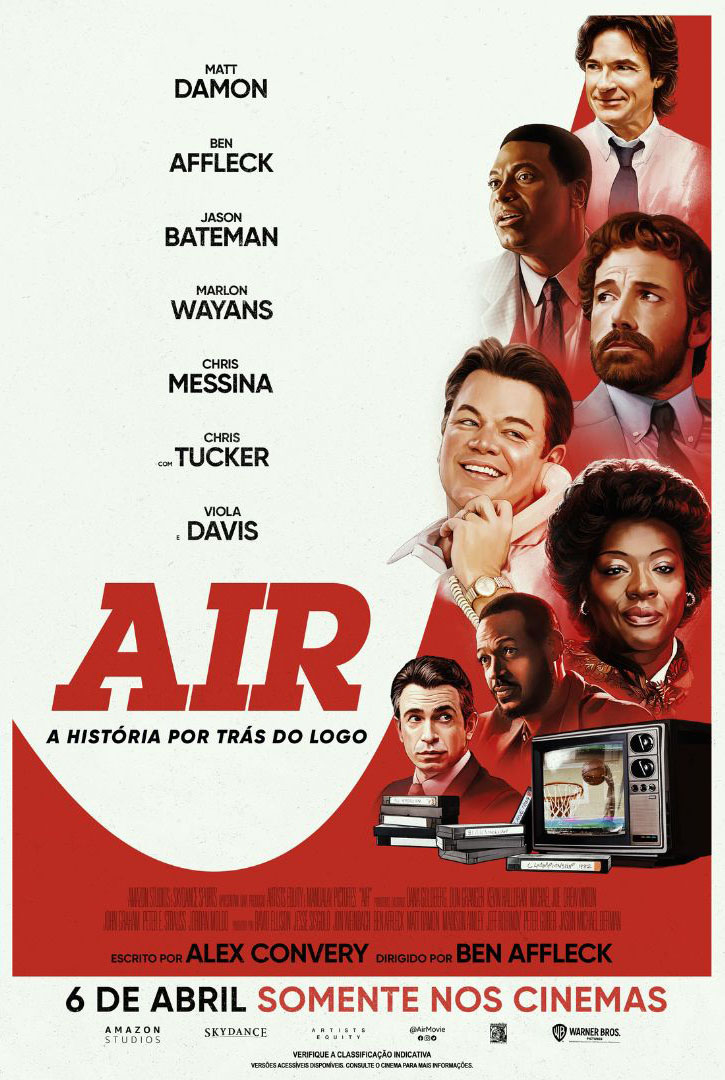 MATT
DAMON
BEN
AFFLECK
JASON
BATEMAN
MARLON
WAYANS
CHRIS
MESSINA
CHRIS
COM TUCKER
VIOLA
E DAVIS
AIR
A HISTÓRIA POR TRÁS DO LOGO
ESCRITO POR ALEX CONVERY DIRIGIDO POR BEN AFFLECK
6 DE ABRIL SOMENTE NOS CINEMAS
AMAZON
STUDIOS
SKYDANCE
ARTISTS
EQUITY
@AirMovie
WARNER BROS.
PICTURES
VERIFIQUE A CLASSIFICAÇÃO INDICATIVA
VERSÕES ACESSÍVEIS DISPONÍVEIS. CONSULTE O CINEMA PARA MAIS INFORMAÇÕES.